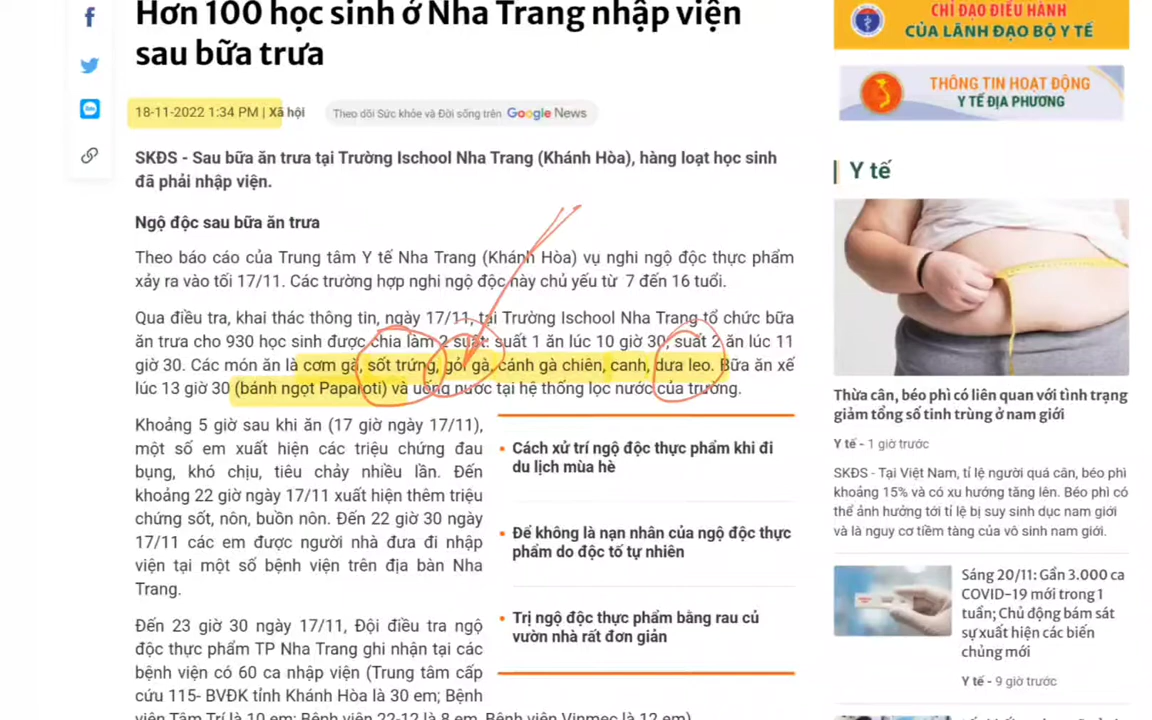 Hơn 100 học sinh ở Nha Trang nhập viện
sau bữa trưa
18-11-2022 1:34 PM | Xã hội
Theo dõi Sức khỏe và Đời sống trên Google News
SKĐS - Sau bữa ăn trưa tại Trường Ischool Nha Trang (Khánh Hòa), hàng loạt học sinh
đã phải nhập viện.
Ngộ độc sau bữa ăn trưa
Theo báo cáo của Trung tâm Y tế Nha Trang (Khánh Hòa) vụ nghi ngộ độc thực phẩm
xảy ra vào tối 17/11. Các trường hợp nghi ngộ độc này chủ yếu từ 7 đến 16 tuổi.
Qua điều tra, khai thác thông tin, ngày 17/11, tại Trường Ischool Nha Trang tổ chức bữa
ăn trưa cho 930 học sinh được chia làm 2 suất: suất 1 ăn lúc 10 giờ 30, suất 2 ăn lúc 11
giờ 30. Các món ăn là cơm gà, sốt trứng, gỏi gà, cánh gà chiên, canh, dưa leo. Bữa ăn xế
lúc 13 giờ 30 (bánh ngọt Paparoti) và uống nước tại hệ thống lọc nước của trường.
Khoảng 5 giờ sau khi ăn (17 giờ ngày 17/11),
một số em xuất hiện các triệu chứng đau
bụng, khó chịu, tiêu chảy nhiều lần. Đến
khoảng 22 giờ ngày 17/11 xuất hiện thêm triệu
chứng sốt, nôn, buồn nôn. Đến 22 giờ 30 ngày
17/11 các em được người nhà đưa đi nhập
viện tại một số bệnh viện trên địa bàn Nha
Trang.
Đến 23 giờ 30 ngày 17/11, Đội điều tra ngộ
độc thực phẩm TP Nha Trang ghi nhận tại các
bệnh viện có 60 ca nhập viện (Trung tâm cấp
cứu 115- BVĐK tỉnh Khánh Hòa là 30 em; Bệnh
viện Tâm Trí là 10 em; Bệnh viện 22-12 là 8 em, Bệnh viện Vinmec là 12 em)
Cách xử trí ngộ độc thực phẩm khi đi
du lịch mùa hè
Để không là nạn nhân của ngộ độc thực
phẩm do độc tố tự nhiên
Trị ngộ độc thực phẩm bằng rau củ
vườn nhà rất đơn giản
CHỈ ĐẠO ĐIỀU HÀNH
CỦA LÃNH ĐẠO BỘ Y TẾ
THÔNG TIN HOẠT ĐỘNG
Y TẾ ĐỊA PHƯƠNG
Y tế
Thừa cân, béo phì có liên quan với tình trạng
giảm tổng số tinh trùng ở nam giới
Y tế - 1 giờ trước
SKĐS - Tại Việt Nam, tỉ lệ người quá cân, béo phì
khoảng 15% và có xu hướng tăng lên. Béo phì có
thể ảnh hưởng tới tỉ lệ bị suy sinh dục nam giới
và là nguy cơ tiềm tàng của vô sinh nam giới.
Sáng 20/11: Gần 3.000 ca
COVID-19 mới trong 1
tuần; Chủ động bám sát
sự xuất hiện các biến
chủng mới
Y tế - 9 giờ trước